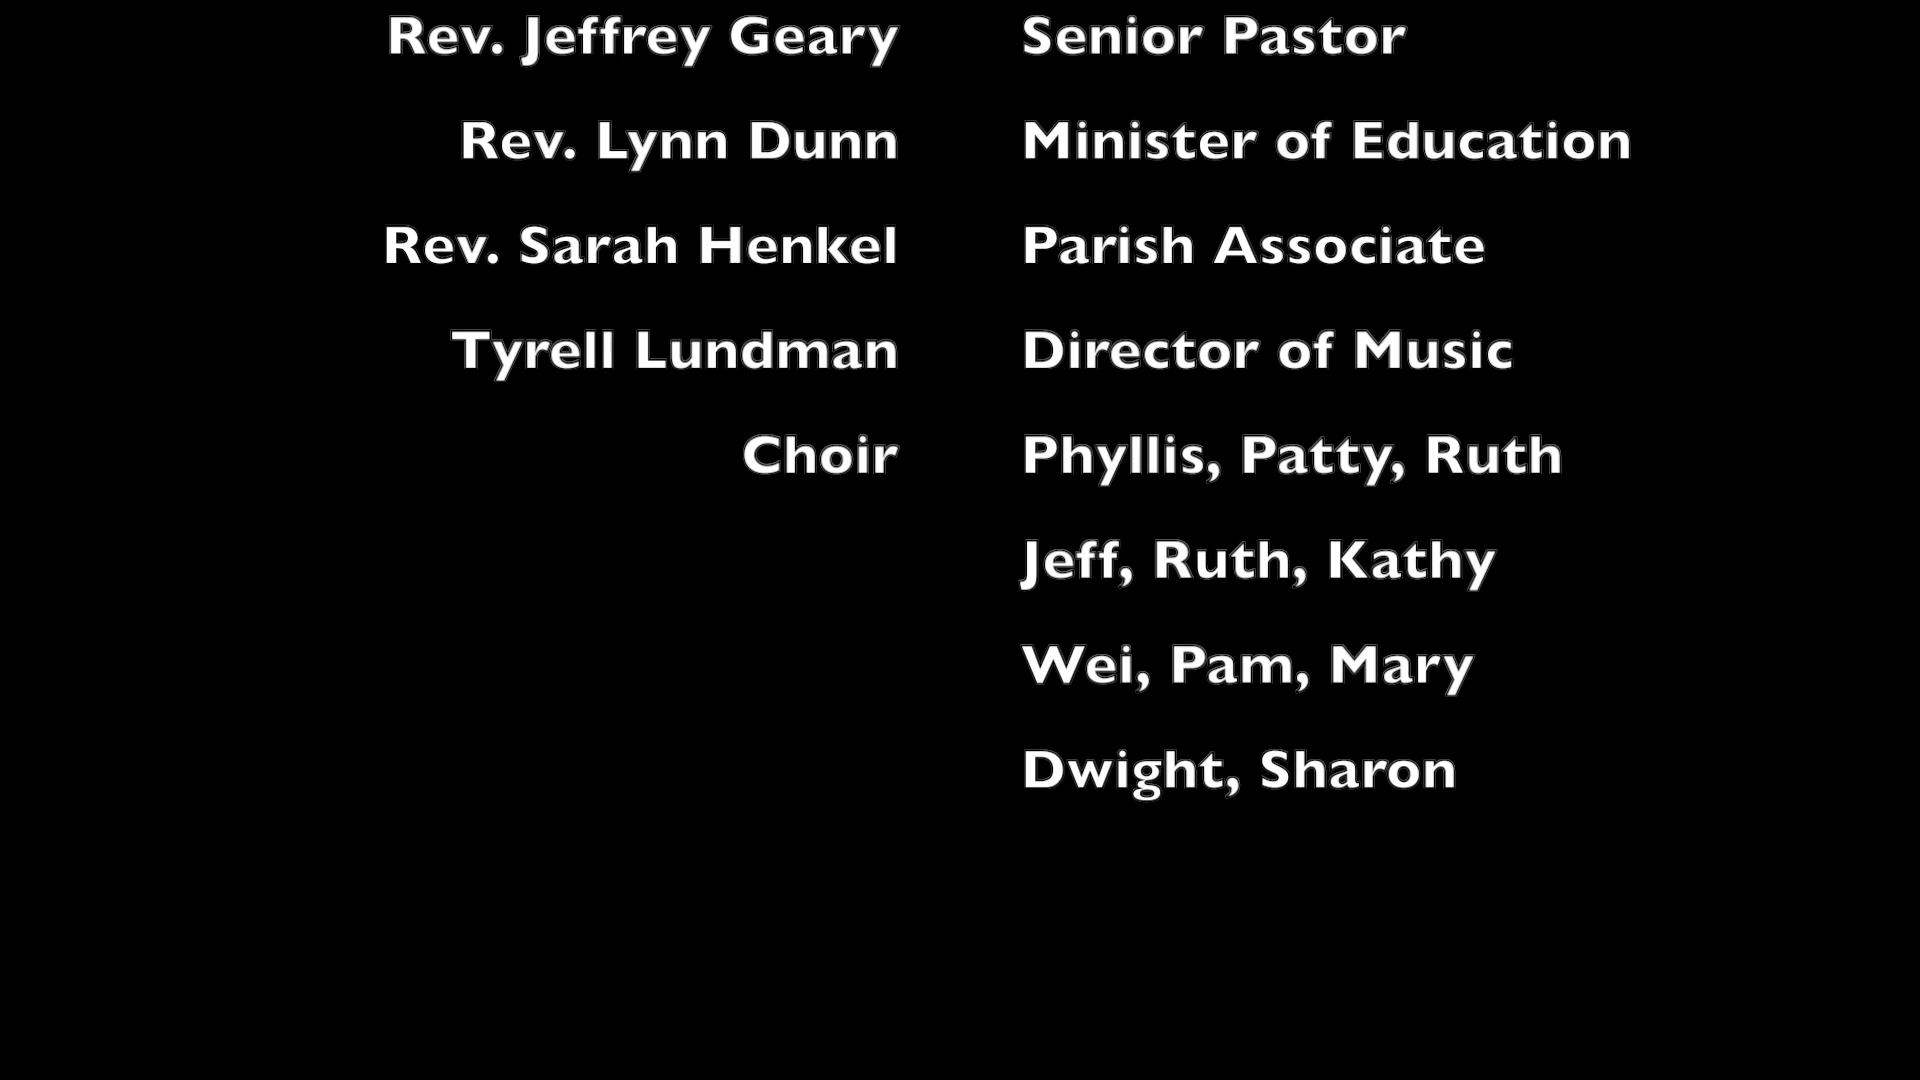 Rev. Jeffrey Geary Senior Pastor
Rev. Lynn Dunn Minister of Education
Rev. Sarah Henkel Parish Associate
Tyrell Lundman Director of Music
Choir Phyllis, Patty, Ruth
Jeff, Ruth, Kathy
Wei, Pam, Mary
Dwight, Sharon